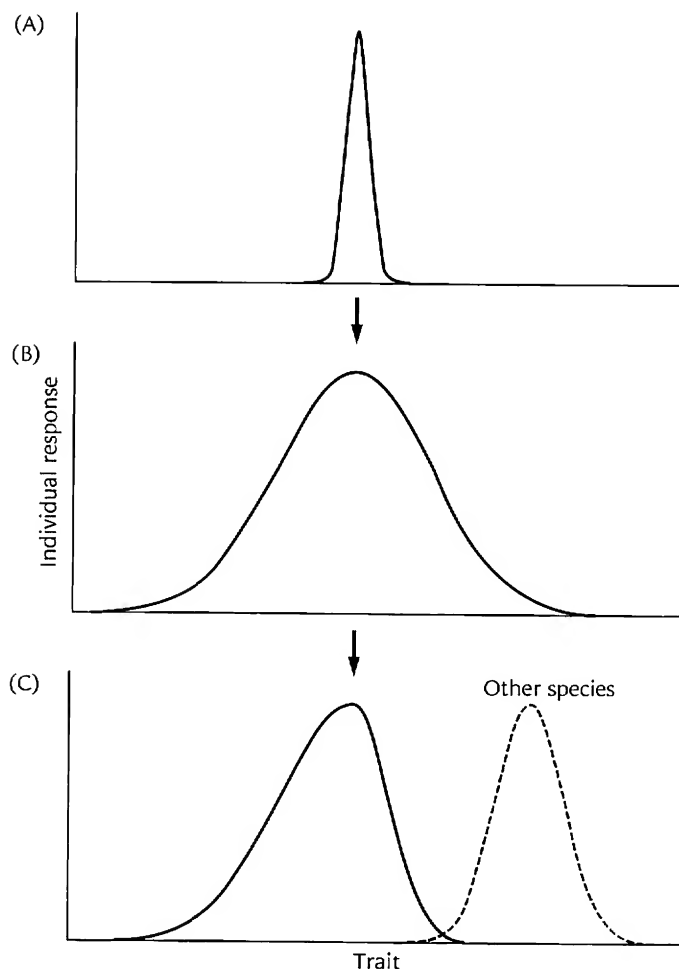 (A)
(B)
Individual response
(C)
Other species
Trait